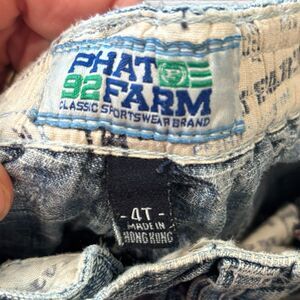 PHAT
92 FARM
CLASSIC SPORTSWEAR BRAND
- 4T -
MADE IN
HONG KONG